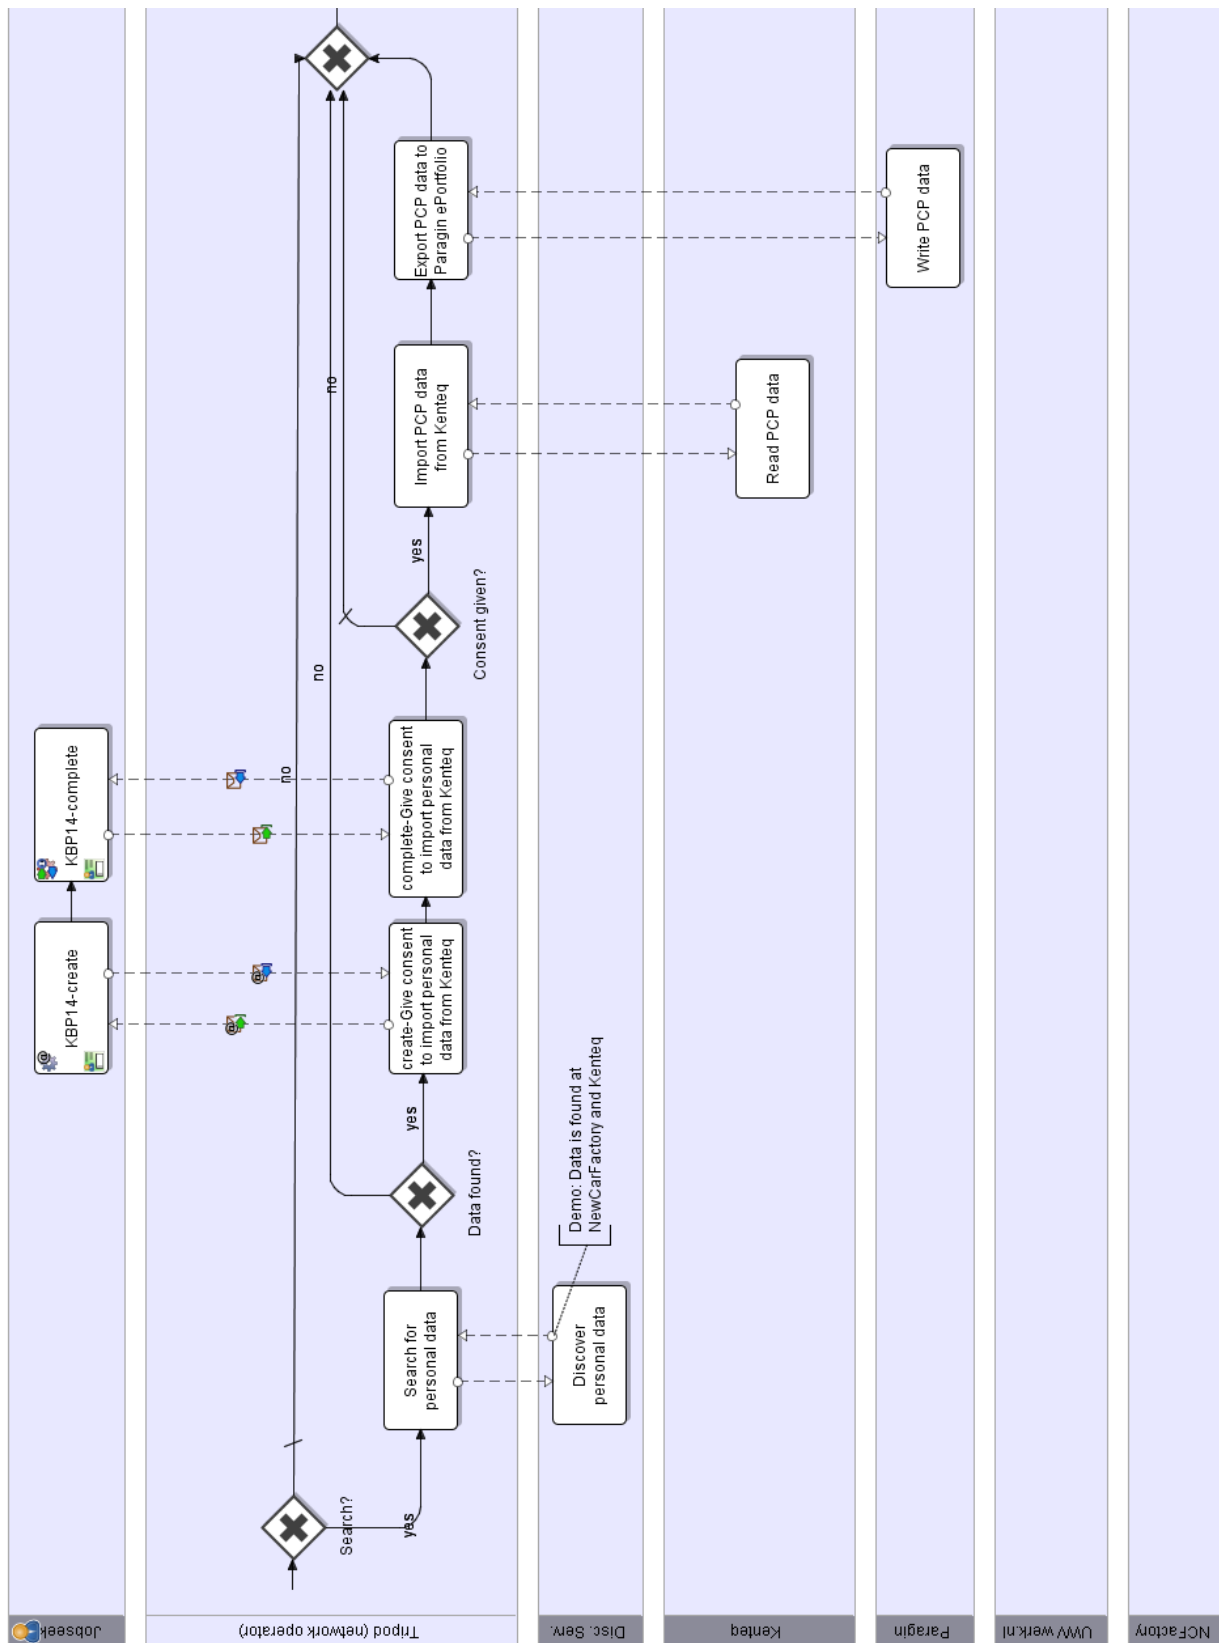 Jobseek
KBP14-create
KBP14-complete
Tripod (network operator)
Search?
yes
no
Search for
personal data
Data found?
yes
no
create-Give consent
to import personal
data from Kenteq
complete-Give consent
to import personal
data from Kenteq
Consent given?
yes
no
Import PCP data
from Kenteq
Export PCP data to
Paragin ePortfolio
Disc. Serv.
Discover
personal data
Demo: Data is found at
NewCarFactory and Kenteq
Kenteq
Read PCP data
Paragin
Write PCP data
UWV werk.nl
NCFactory